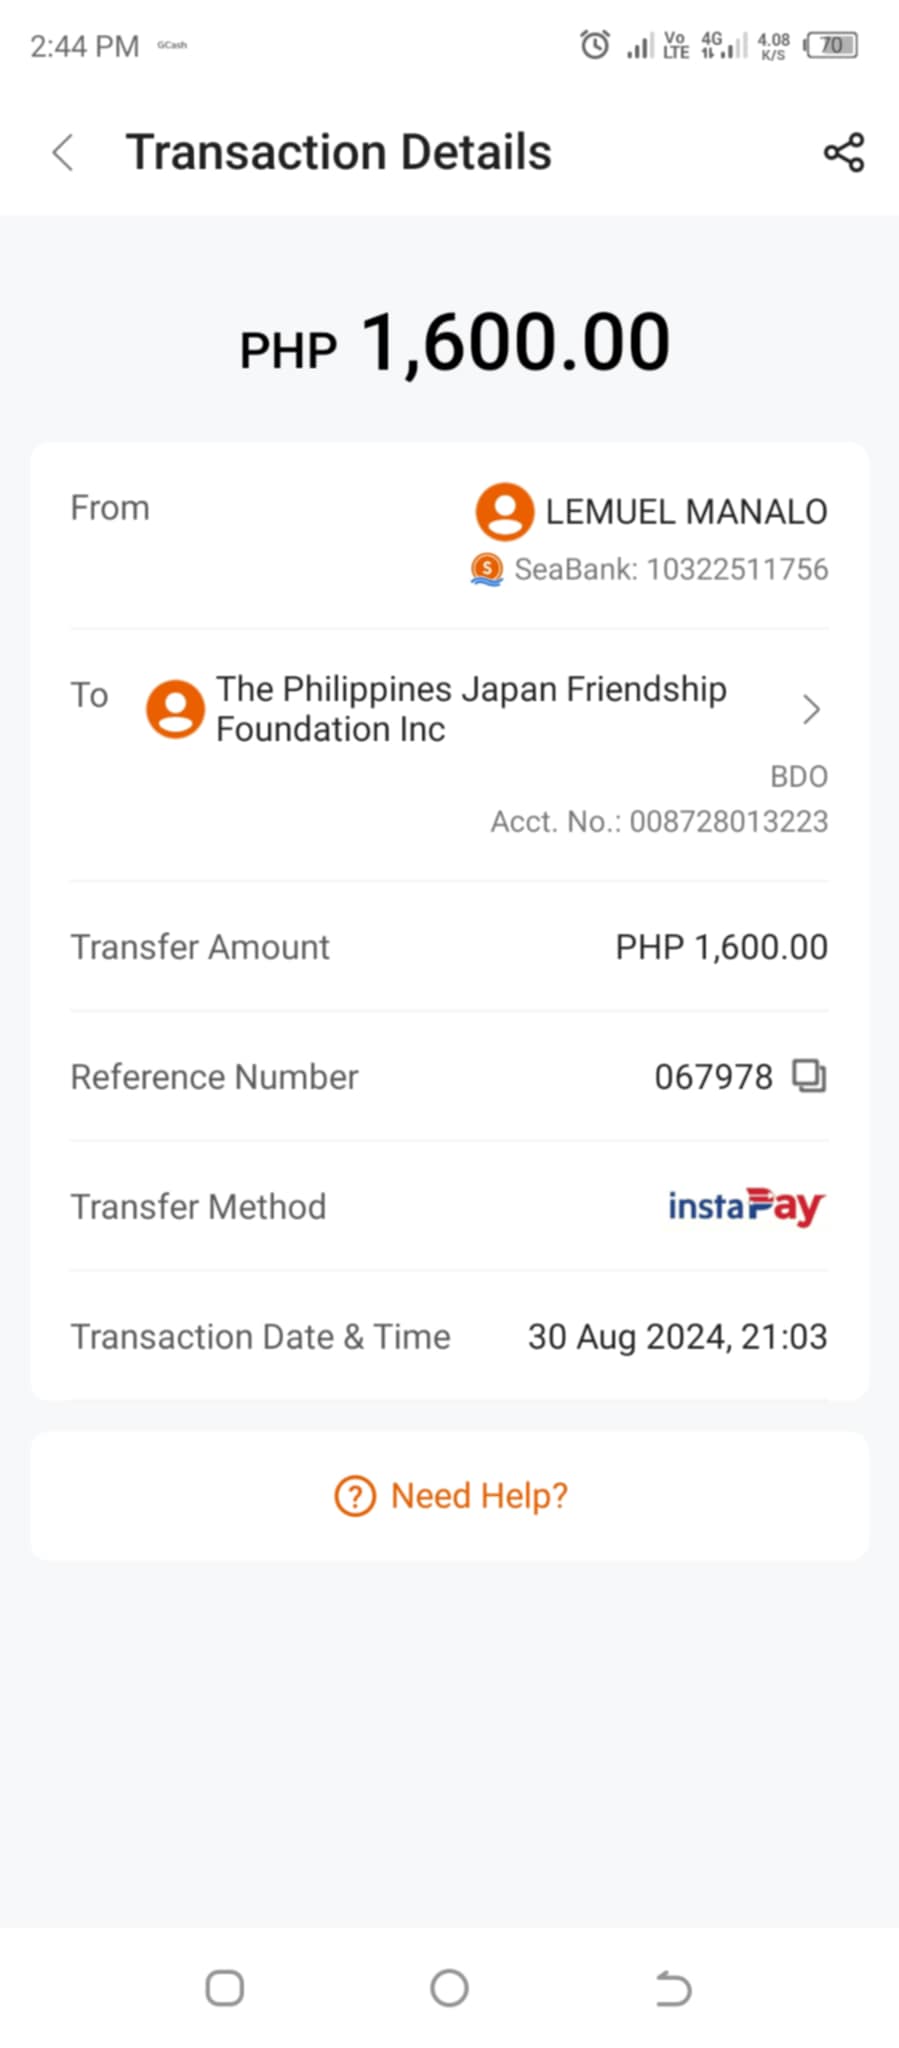 2:44 PM GCash Vo LTE 4G 4.08 K/S 70
Transaction Details
PHP 1,600.00
From LEMUEL MANALO
SeaBank: 10322511756
To The Philippines Japan Friendship
Foundation Inc
BDO
Acct. No.: 008728013223
Transfer Amount PHP 1,600.00
Reference Number 067978
Transfer Method instaPay
Transaction Date & Time 30 Aug 2024, 21:03
Need Help?